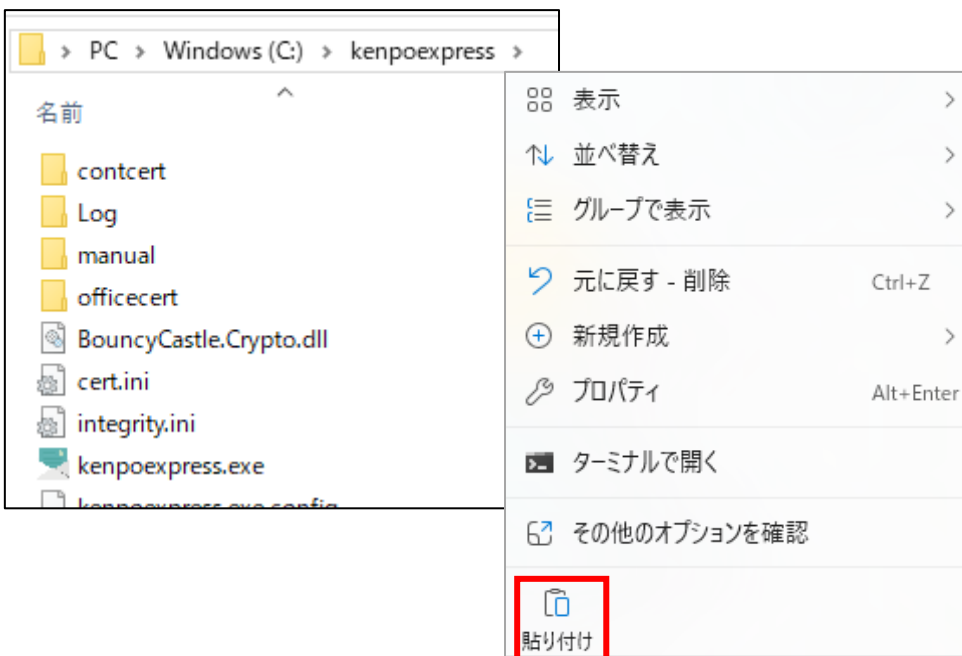 PC > Windows (C:) > kenpoexpress >
名前
contcert
Log
manual
officecert
BouncyCastle.Crypto.dll
cert.ini
integrity.ini
kenpoexpress.exe
kenpoexpress.exe.config
表示
並べ替え
グループで表示
元に戻す - 削除 Ctrl+Z
新規作成
プロパティ Alt+Enter
ターミナルで開く
その他のオプションを確認
貼り付け